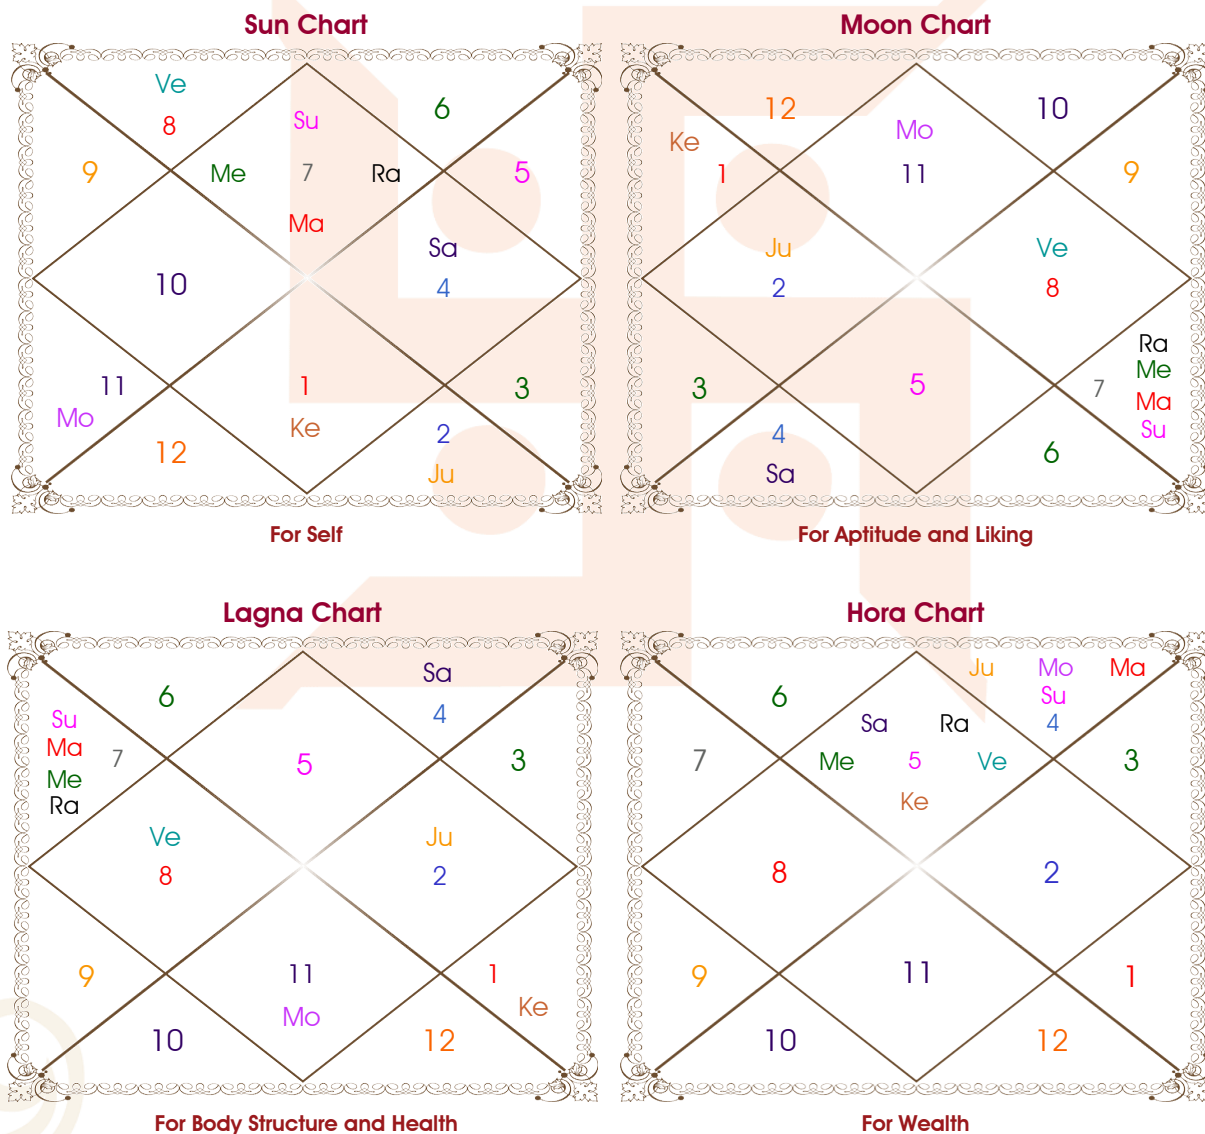 Sun Chart
Ve
8
Su
6
9
Me
7
Ra
5
Ma
Sa
10
4
11
1
3
Mo
Ke
2
12
Ju
For Self
Moon Chart
12
10
Mo
Ke
1
11
9
Ju
Ve
2
8
Ra
Me
3
5
7
Ma
4
Su
6
Sa
For Aptitude and Liking
Lagna Chart
Sa
6
4
Su
Ma
7
5
3
Me
Ra
Ve
Ju
8
2
9
11
1
Ke
Mo
10
12
For Body Structure and Health
Hora Chart
Ju
Mo
Ma
6
Su
Sa
Ra
4
7
Me
5
Ve
3
Ke
8
2
9
11
1
10
12
For Wealth